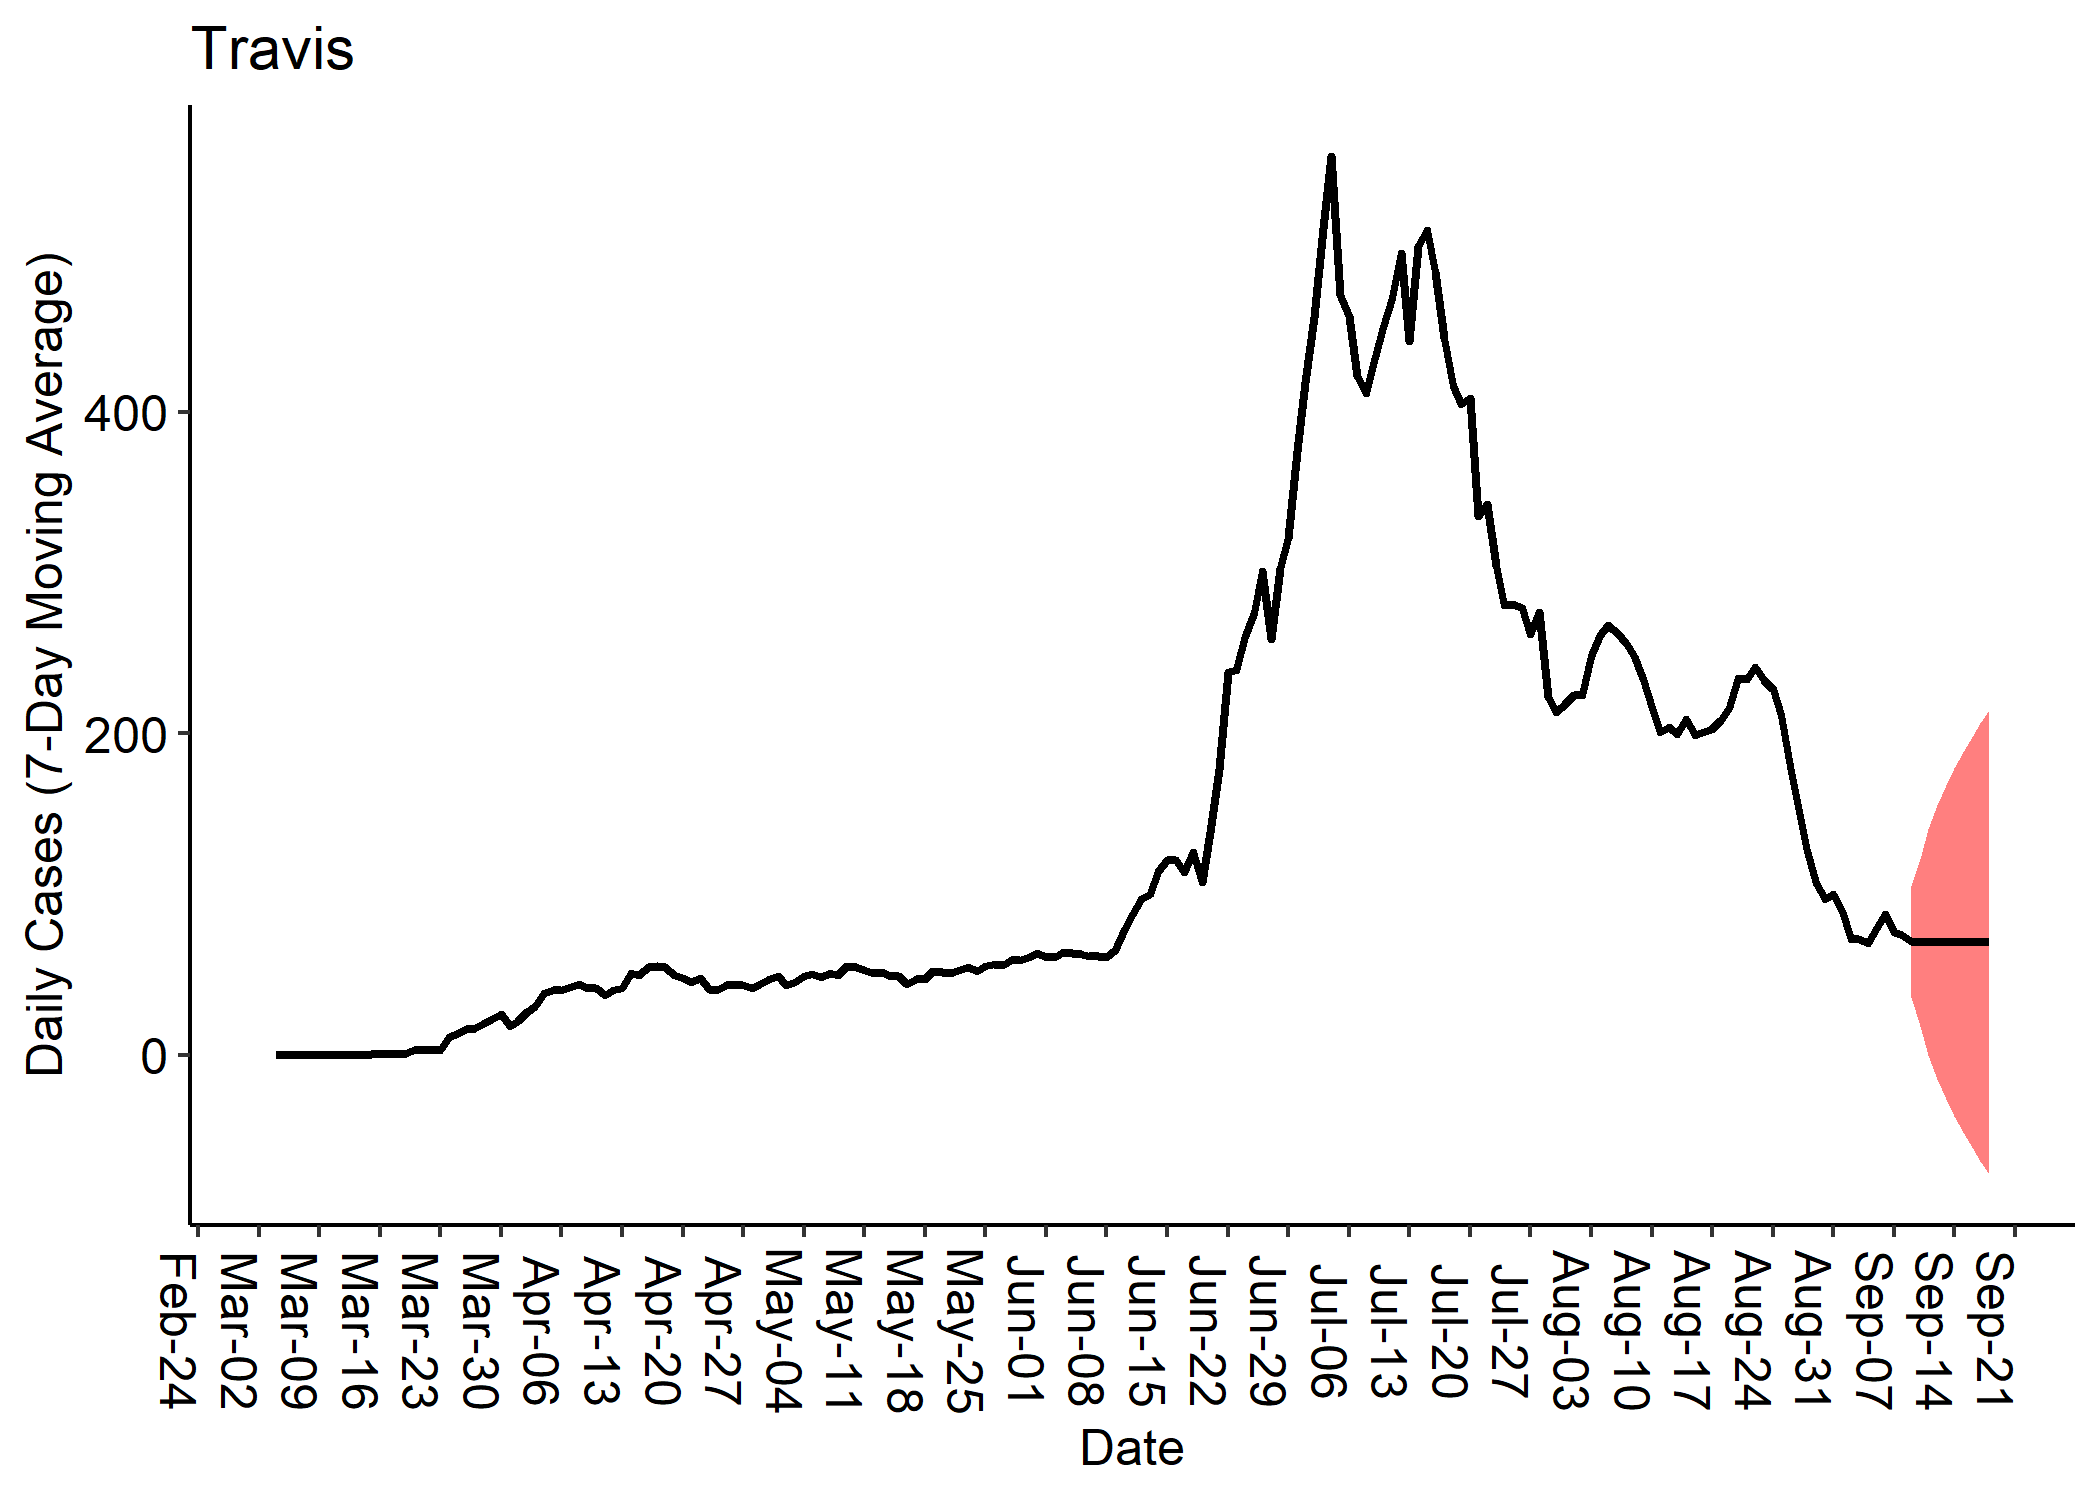 Travis
Daily Cases (7-Day Moving Average)
400
200
0
Feb-24
Mar-02
Mar-09
Mar-16
Mar-23
Mar-30
Apr-06
Apr-13
Apr-20
Apr-27
May-04
May-11
May-18
May-25
Jun-01
Jun-08
Jun-15
Jun-22
Jun-29
Jul-06
Jul-13
Jul-20
Jul-27
Aug-03
Aug-10
Aug-17
Aug-24
Aug-31
Sep-07
Sep-14
Sep-21
Date